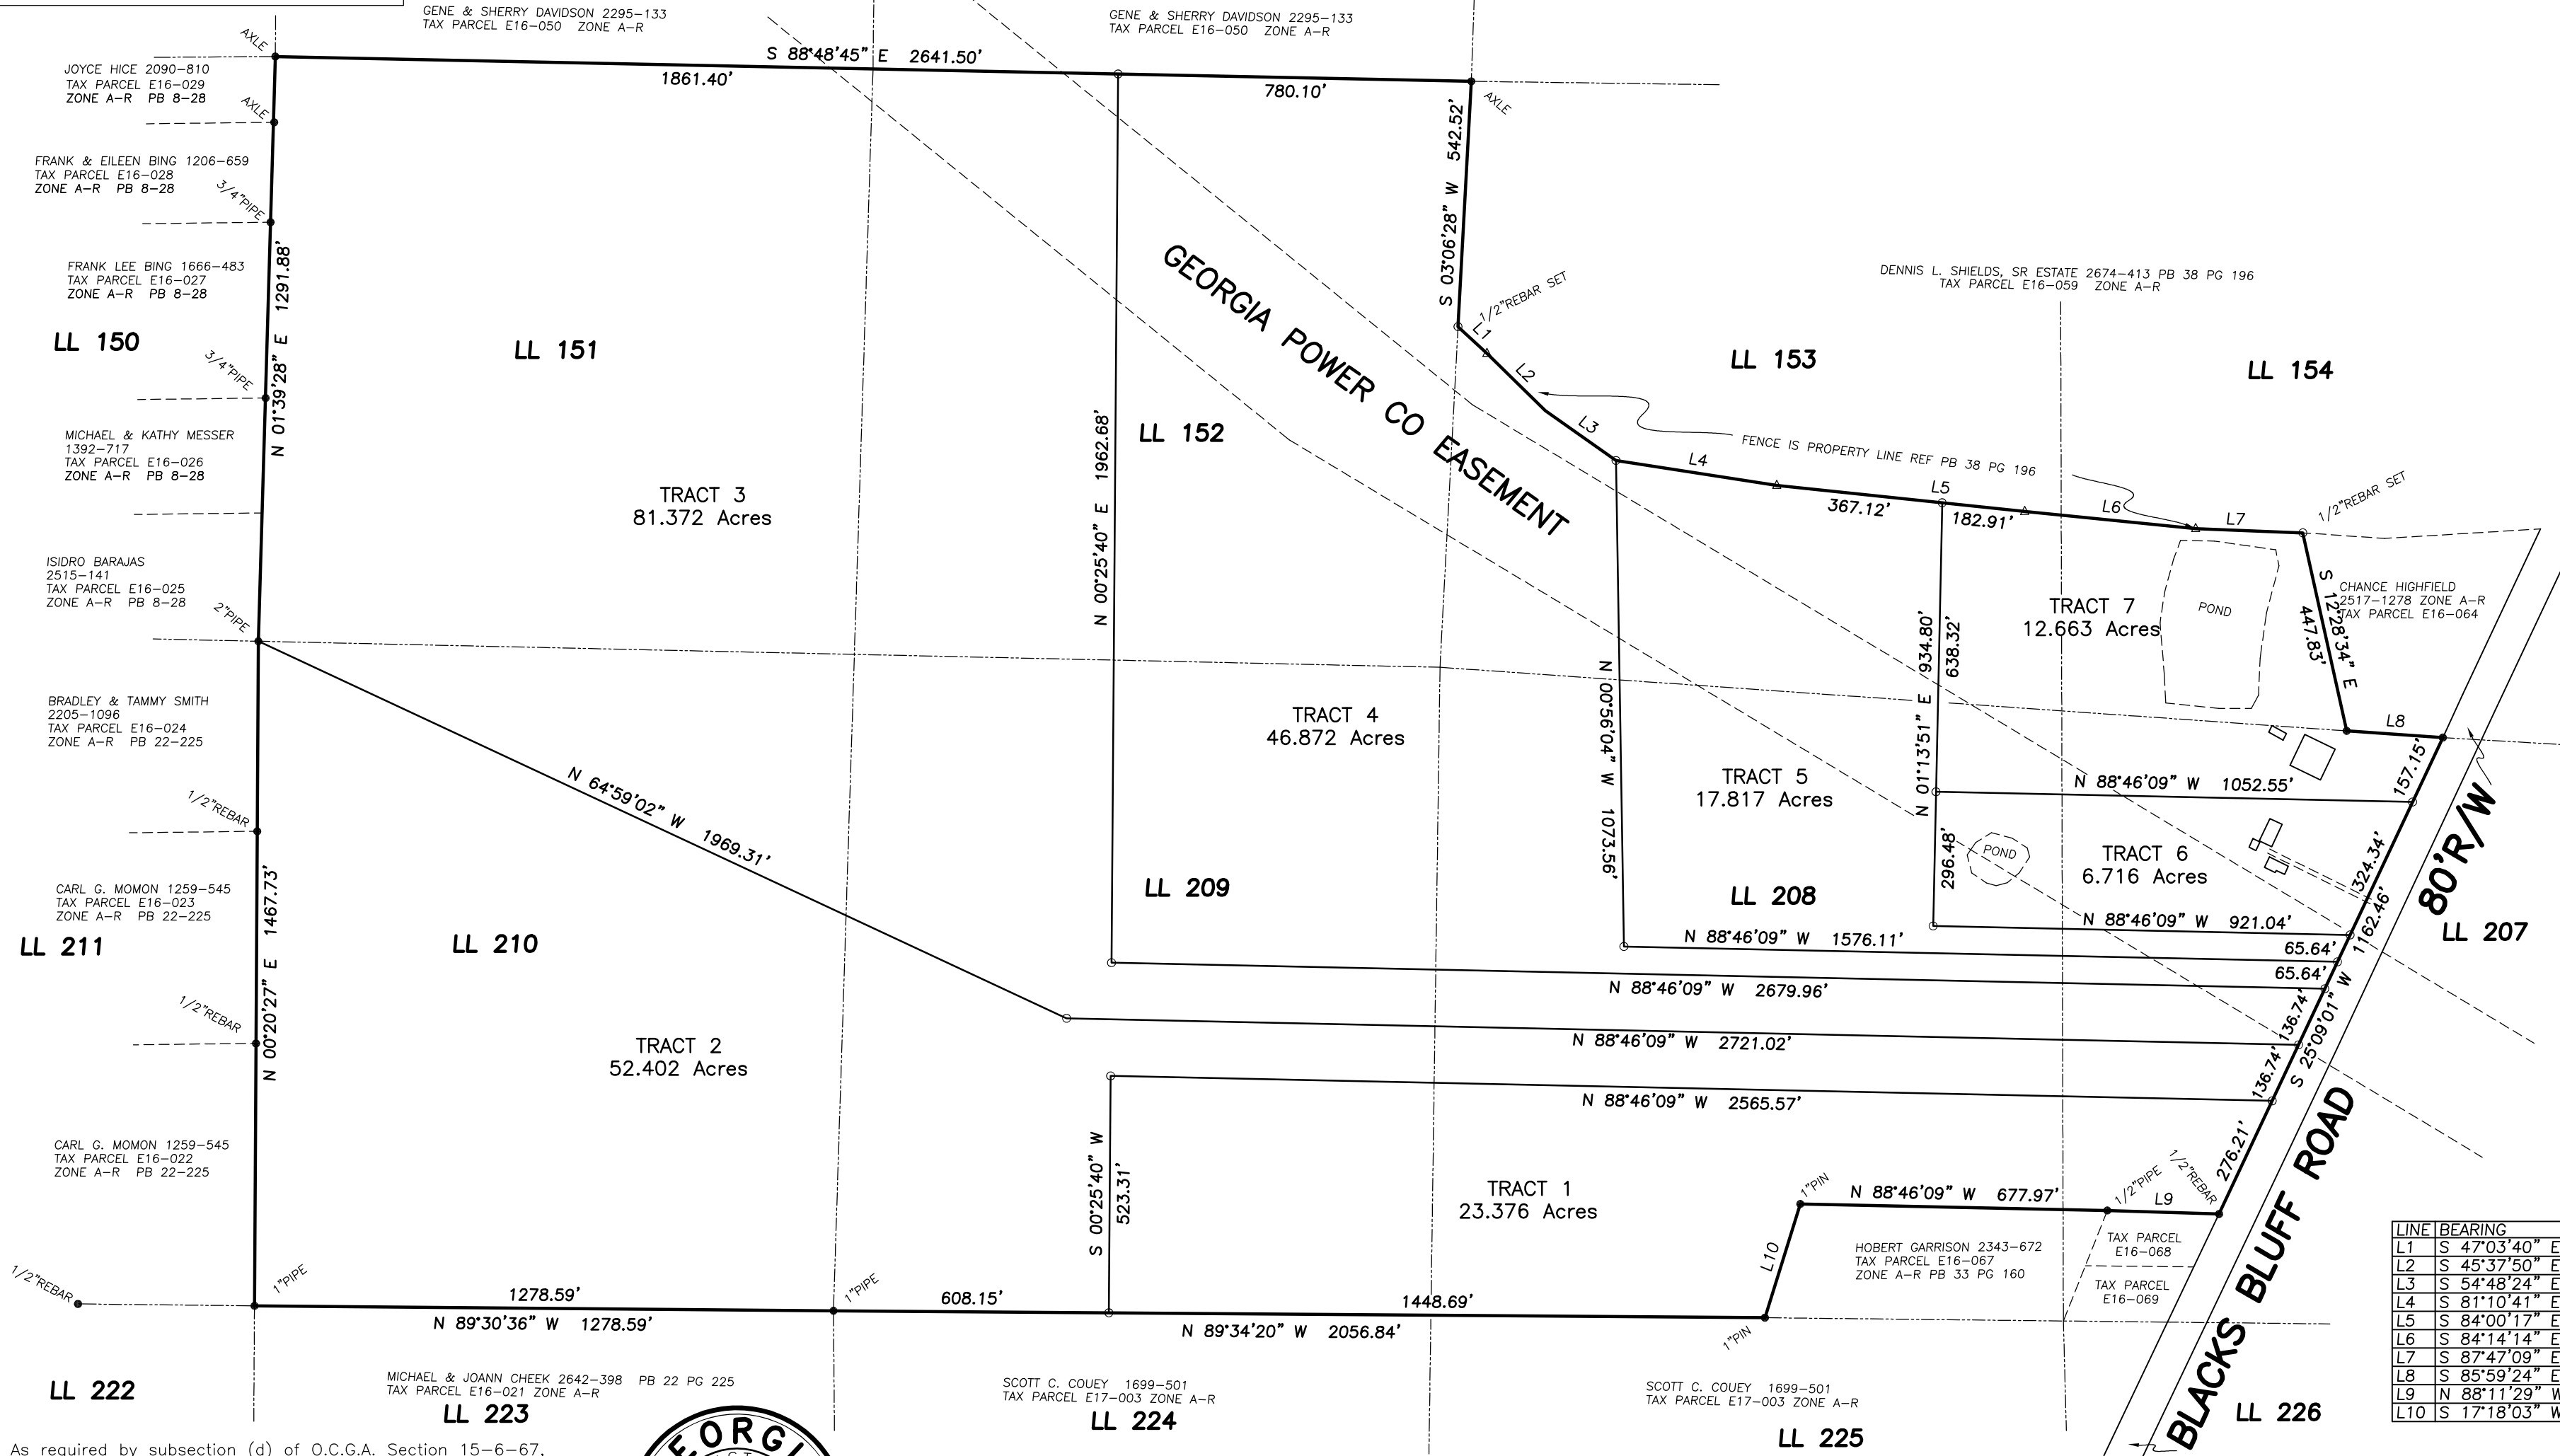 GENE & SHERRY DAVIDSON 2295-133
TAX PARCEL E16-050 ZONE A-R
GENE & SHERRY DAVIDSON 2295-133
TAX PARCEL E16-050 ZONE A-R
AXLE
S 88°48'45" E 2641.50'
1861.40'
780.10'
AXLE
JOYCE HICE 2090-810
TAX PARCEL E16-029
ZONE A-R PB 8-28
AXLE
FRANK & EILEEN BING 1206-659
TAX PARCEL E16-028
ZONE A-R PB 8-28
3/4"PIPE
FRANK LEE BING 1666-483
TAX PARCEL E16-027
ZONE A-R PB 8-28
LL 150
3/4"PIPE
N 01°39'28" E 1291.88'
MICHAEL & KATHY MESSER
1392-717
TAX PARCEL E16-026
ZONE A-R PB 8-28
ISIDRO BARAJAS
2515-141
TAX PARCEL E16-025
ZONE A-R PB 8-28
2"PIPE
BRADLEY & TAMMY SMITH
2205-1096
TAX PARCEL E16-024
ZONE A-R PB 22-225
1/2"REBAR
CARL G. MOMON 1259-545
TAX PARCEL E16-023
ZONE A-R PB 22-225
LL 211
1/2"REBAR
N 00°20'27" E 1467.73'
CARL G. MOMON 1259-545
TAX PARCEL E16-022
ZONE A-R PB 22-225
1/2"REBAR
1"PIPE
LL 222
LL 151
TRACT 3
81.372 Acres
N 64°59'02" W 1969.31'
LL 210
TRACT 2
52.402 Acres
1278.59'
N 89°30'36" W 1278.59'
1"PIPE
608.15'
MICHAEL & JOANN CHEEK 2642-398 PB 22 PG 225
TAX PARCEL E16-021 ZONE A-R
LL 223
N 00°25'40" E 1962.68'
LL 152
GEORGIA POWER CO EASEMENT
S 03°06'28" W 542.52'
1/2"REBAR SET
L1
L2
L3
L4
FENCE IS PROPERTY LINE REF PB 38 PG 196
DENNIS L. SHIELDS, SR ESTATE 2674-413 PB 38 PG 196
TAX PARCEL E16-059 ZONE A-R
LL 153
LL 154
367.12'
L5
182.91'
L6
L7
1/2"REBAR SET
TRACT 7
12.663 Acres
POND
S 12°28'34" E
447.83'
CHANCE HIGHFIELD
2517-1278 ZONE A-R
TAX PARCEL E16-064
L8
TRACT 4
46.872 Acres
N 00°56'04" W 1073.56'
TRACT 5
17.817 Acres
N 01°13'51" E 934.80'
638.32'
296.48'
N 88°46'09" W 1052.55'
157.15'
POND
TRACT 6
6.716 Acres
324.34'
1162.46'
80'R/W
LL 207
LL 209
LL 208
N 88°46'09" W 921.04'
N 88°46'09" W 1576.11'
65.64'
65.64'
N 88°46'09" W 2679.96'
136.74'
S 25°09'01" W
N 88°46'09" W 2721.02'
136.74'
N 88°46'09" W 2565.57'
276.21'
S 00°25'40" W
523.31'
TRACT 1
23.376 Acres
1"PIN
N 88°46'09" W 677.97'
1/2"PIPE
L9
1/2"REBAR
L10
HOBERT GARRISON 2343-672
TAX PARCEL E16-067
ZONE A-R PB 33 PG 160
TAX PARCEL
E16-068
TAX PARCEL
E16-069
BLACKS BLUFF ROAD
1448.69'
N 89°34'20" W 2056.84'
1"PIN
SCOTT C. COUEY 1699-501
TAX PARCEL E17-003 ZONE A-R
LL 224
SCOTT C. COUEY 1699-501
TAX PARCEL E17-003 ZONE A-R
LL 225
LL 226
LINE BEARING
L1 S 47°03'40" E
L2 S 45°37'50" E
L3 S 54°48'24" E
L4 S 81°10'41" E
L5 S 84°00'17" E
L6 S 84°14'14" E
L7 S 87°47'09" E
L8 S 85°59'24" E
L9 N 88°11'29" W
L10 S 17°18'03" W
As required by subsection (d) of O.C.G.A. Section 15-6-67,
EORGI